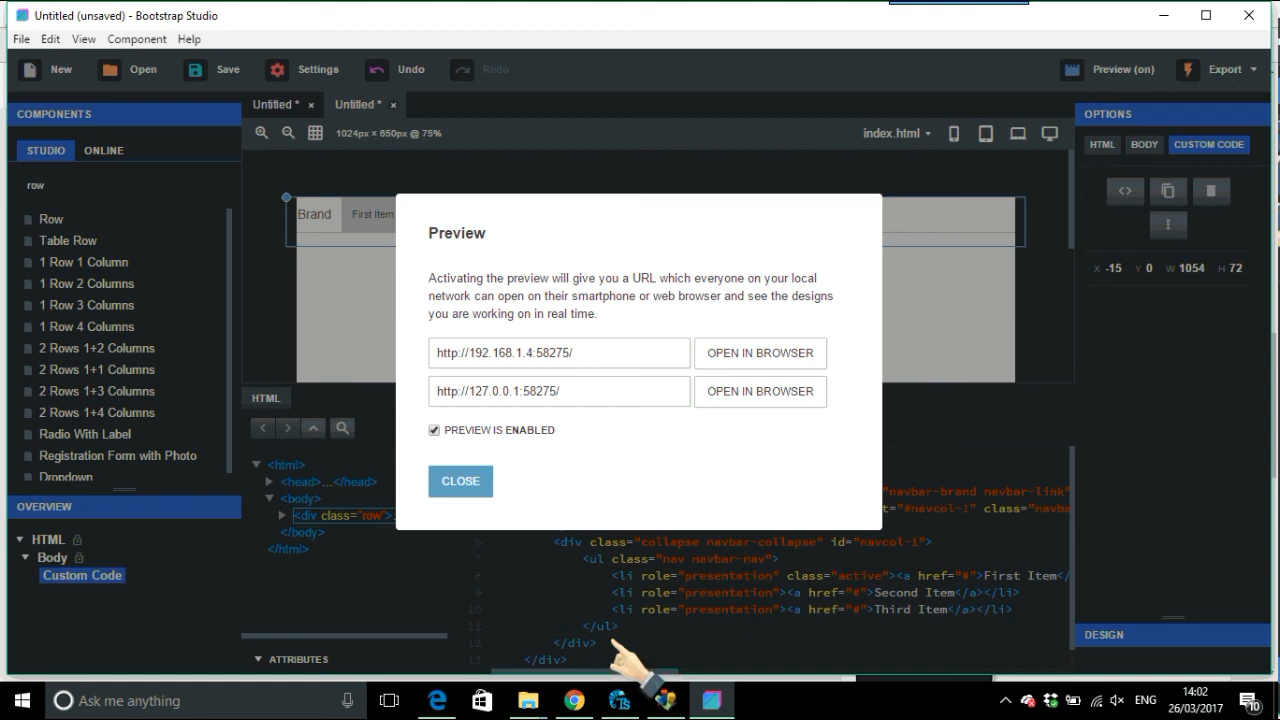 Untitled (unsaved) - Bootstrap Studio
File Edit View Component Help
New Open Save Settings Undo Redo Preview (on) Export
COMPONENTS
STUDIO ONLINE
row
Row
Table Row
1 Row 1 Column
1 Row 2 Columns
1 Row 3 Columns
1 Row 4 Columns
2 Rows 1+2 Columns
2 Rows 1+1 Columns
2 Rows 1+3 Columns
2 Rows 1+4 Columns
Radio With Label
Registration Form with Photo
Dropdown
OVERVIEW
HTML
Body
Custom Code
Untitled * × Untitled * ×
1024px × 650px @ 75% index.html
Brand First Item
Preview
Activating the preview will give you a URL which everyone on your local
network can open on their smartphone or web browser and see the designs
you are working on in real time.
http://192.168.1.4:58275/ OPEN IN BROWSER
http://127.0.0.1:58275/ OPEN IN BROWSER
PREVIEW IS ENABLED
CLOSE
HTML
<html>
<head>...</head>
<body>
<div class="row">
</body>
</html>
ATTRIBUTES
"navbar-brand navbar-link"
="#navcol-1" class="navba
6 <div class="collapse navbar-collapse" id="navcol-1">
7 <ul class="nav navbar-nav">
8 <li role="presentation" class="active"><a href="#">First Item</
9 <li role="presentation"><a href="#">Second Item</a></li>
10 <li role="presentation"><a href="#">Third Item</a></li>
11 </ul>
12 </div>
13 </div>
OPTIONS
HTML BODY CUSTOM CODE
X -15 Y 0 W 1054 H 72
DESIGN
Ask me anything
ENG
14:02
26/03/2017
10